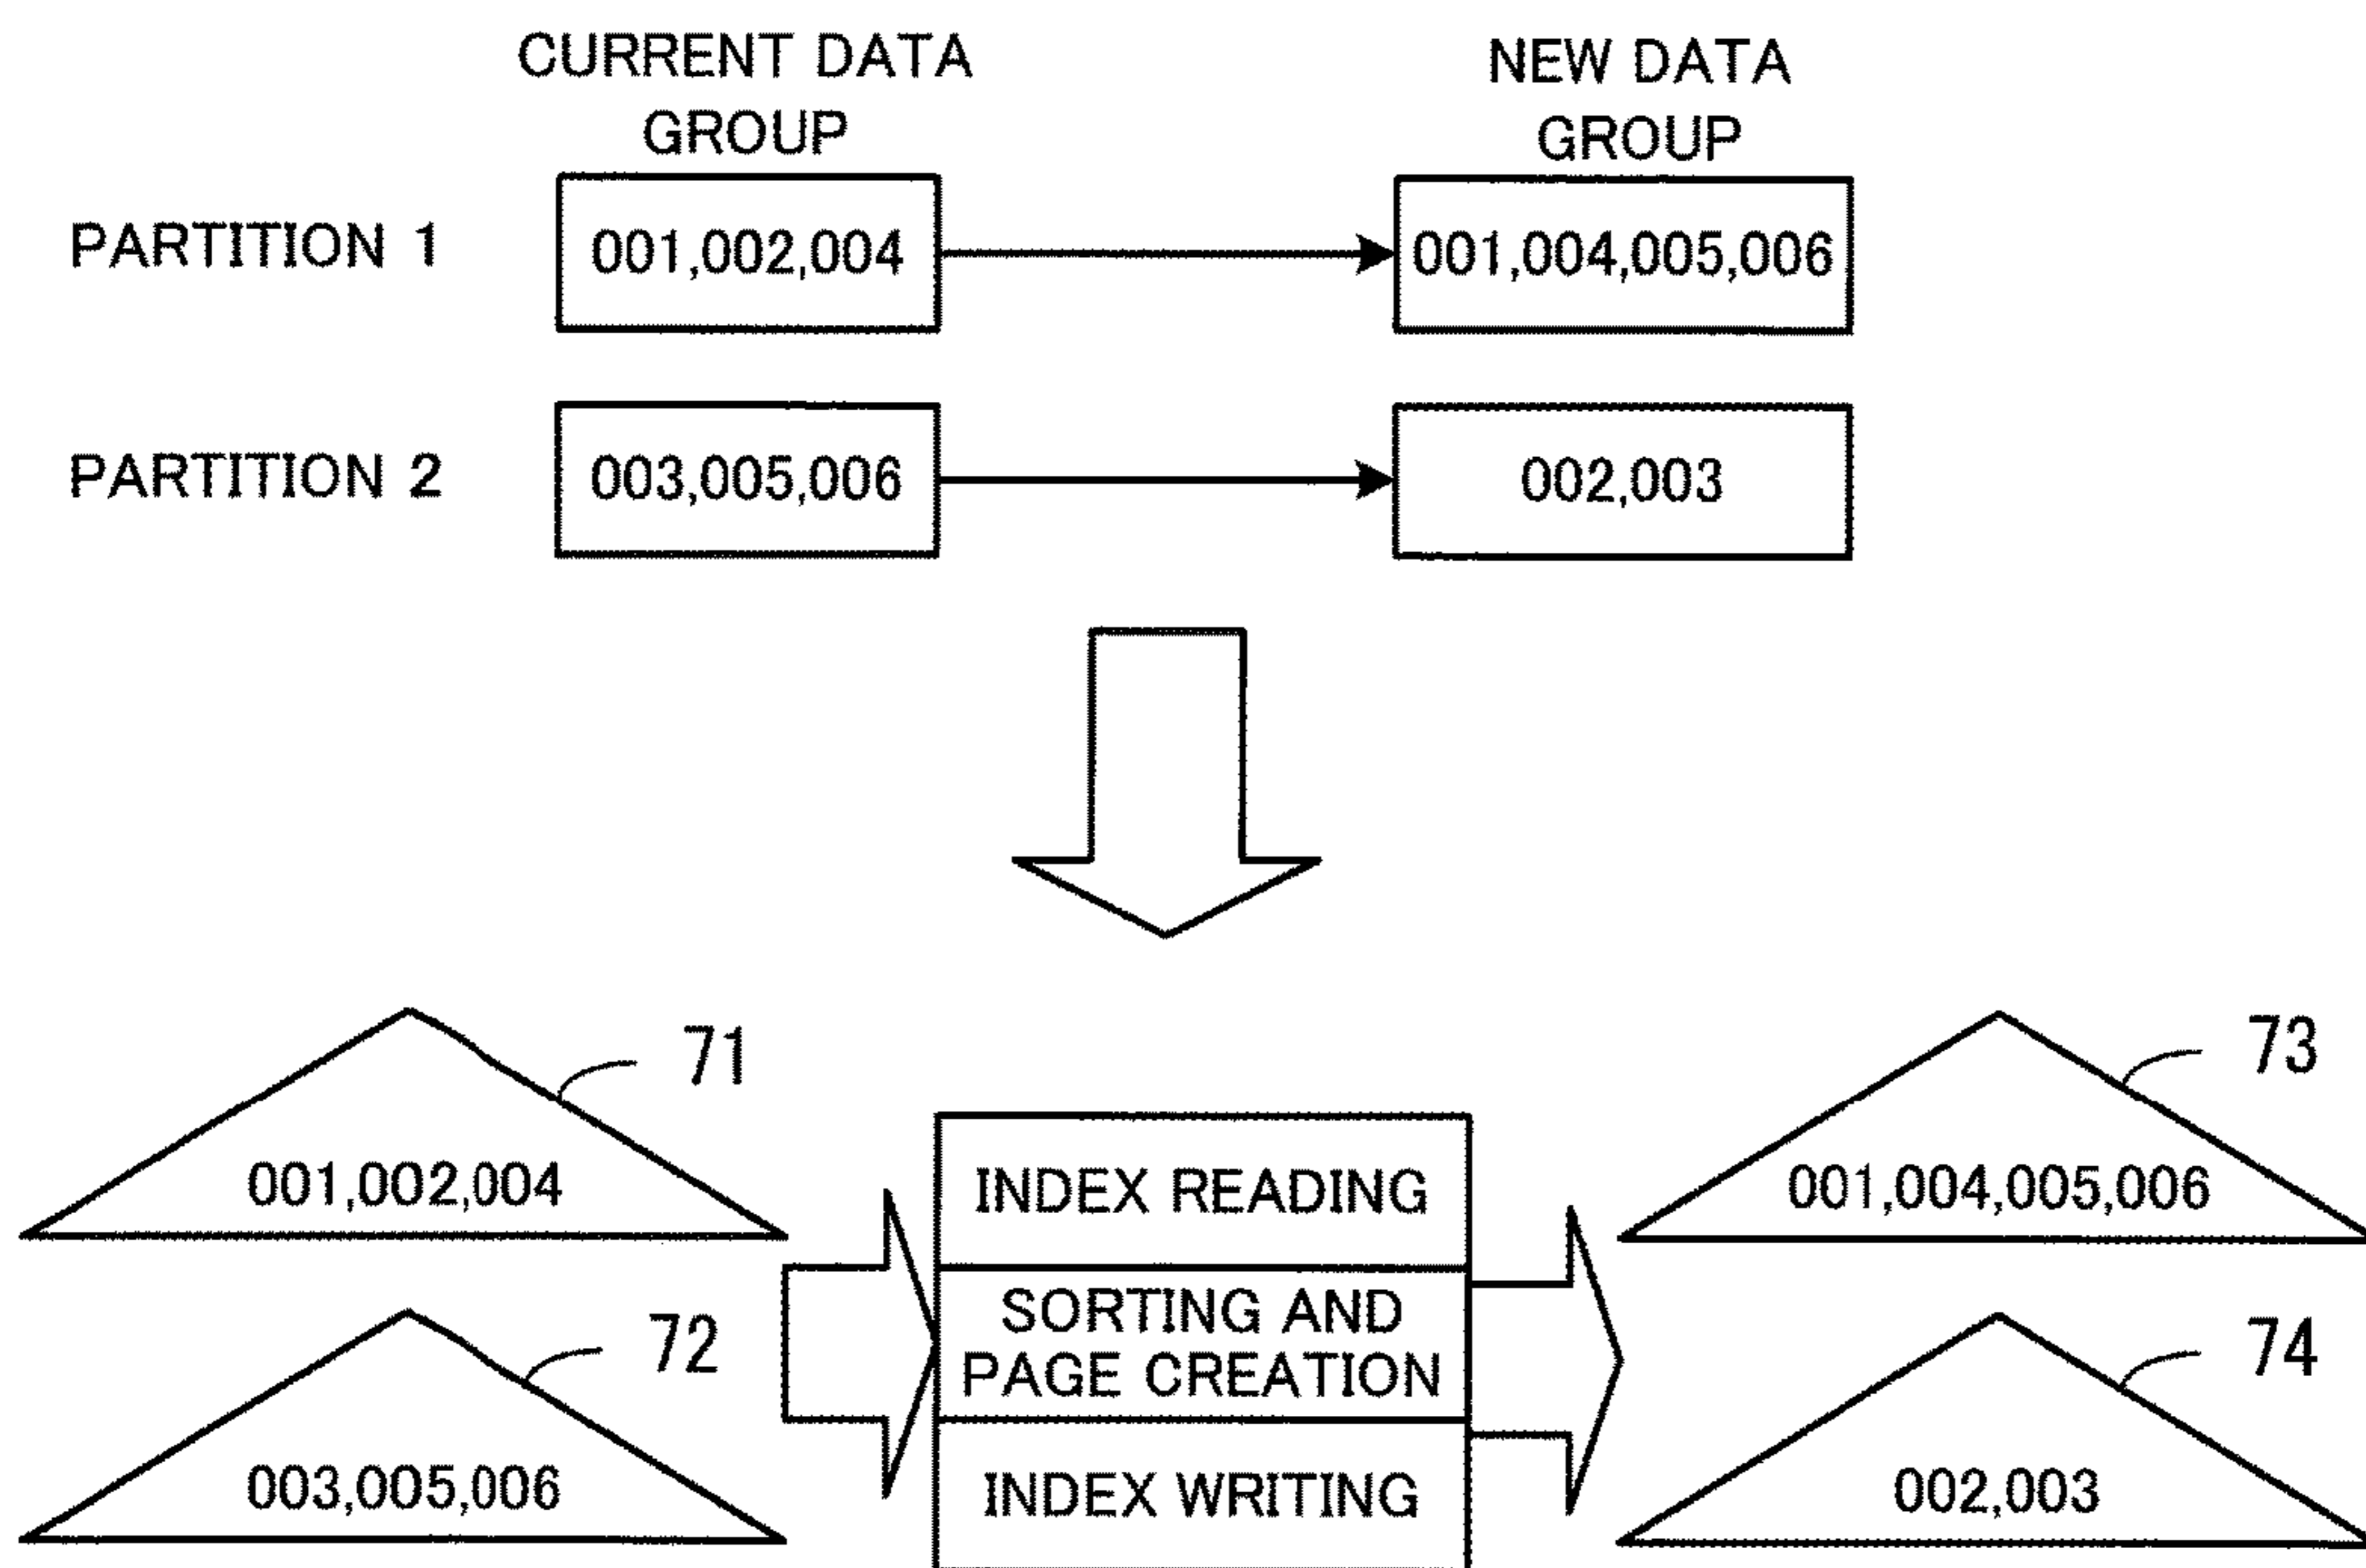 CURRENT DATA
GROUP
NEW DATA
GROUP
PARTITION 1
001,002,004
001,004,005,006
PARTITION 2
003,005,006
002,003
71
001,002,004
72
003,005,006
INDEX READING
SORTING AND
PAGE CREATION
INDEX WRITING
73
001,004,005,006
74
002,003